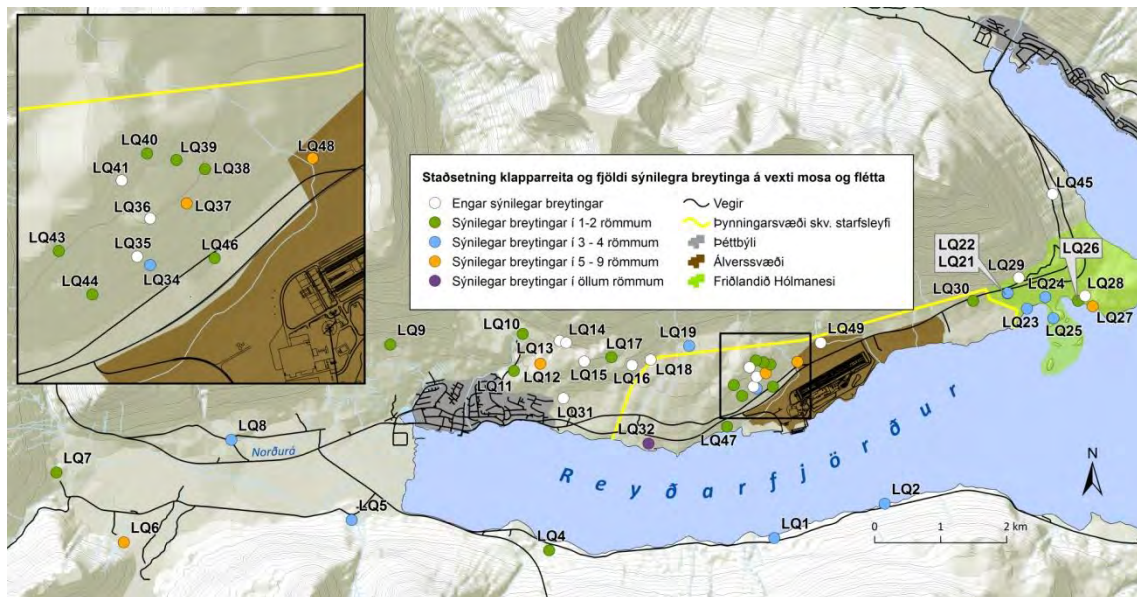 LQ40
LQ39
LQ48
LQ41
LQ38
LQ36
LQ37
LQ43
LQ35
LQ46
LQ34
LQ44
Staðsetning klapparreita og fjöldi sýnilegra breytinga á vexti mosa og flétta
Engar sýnilegar breytingar
Sýnilegar breytingar í 1-2 römmum
Sýnilegar breytingar í 3 - 4 römmum
Sýnilegar breytingar í 5 - 9 römmum
Sýnilegar breytingar í öllum römmum
Vegir
Þynningarsvæði skv. starfsleyfi
Þéttbýli
Álverssvæði
Friðlandið Hólmanesi
LQ45
LQ22
LQ21
LQ26
LQ29
LQ24
LQ28
LQ30
LQ23
LQ25
LQ27
LQ9
LQ10
LQ14
LQ19
LQ49
LQ13
LQ17
LQ11
LQ12
LQ15
LQ16
LQ18
LQ31
LQ32
LQ47
LQ8
Norðurá
LQ7
Reyðarfjörður
N
LQ6
LQ5
LQ2
LQ4
LQ1
0 1 2 km